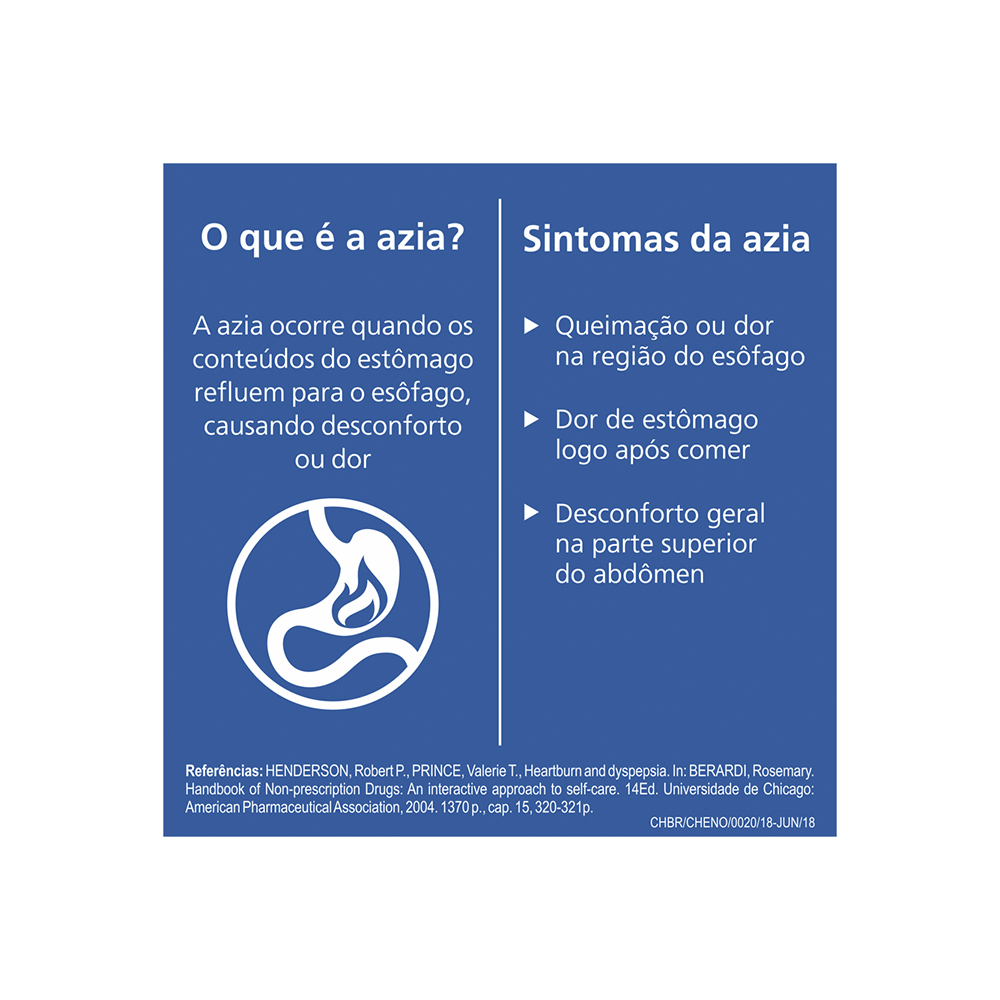 O que é a azia?
A azia ocorre quando os
conteúdos do estômago
refluem para o esôfago,
causando desconforto
ou dor
Sintomas da azia
▶ Queimação ou dor
na região do esôfago
▶ Dor de estômago
logo após comer
▶ Desconforto geral
na parte superior
do abdômen
Referências: HENDERSON, Robert P., PRINCE, Valerie T., Heartburn and dyspepsia. In: BERARDI, Rosemary.
Handbook of Non-prescription Drugs: An interactive approach to self-care. 14Ed. Universidade de Chicago:
American Pharmaceutical Association, 2004. 1370 p., cap. 15, 320-321p.
CHBR/CHENO/0020/18-JUN/18